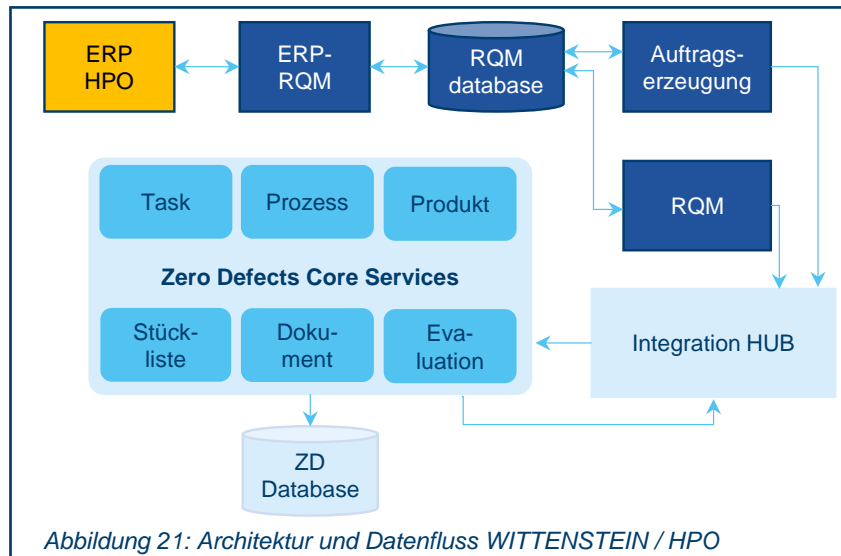 ERP
HPO
ERP-
RQM
RQM
database
Auftrags-
erzeugung
Task
Prozess
Produkt
RQM
Zero Defects Core Services
Stück-
liste
Doku-
ment
Eva-
luation
Integration HUB
ZD
Database
Abbildung 21: Architektur und Datenfluss WITTENSTEIN / HPO